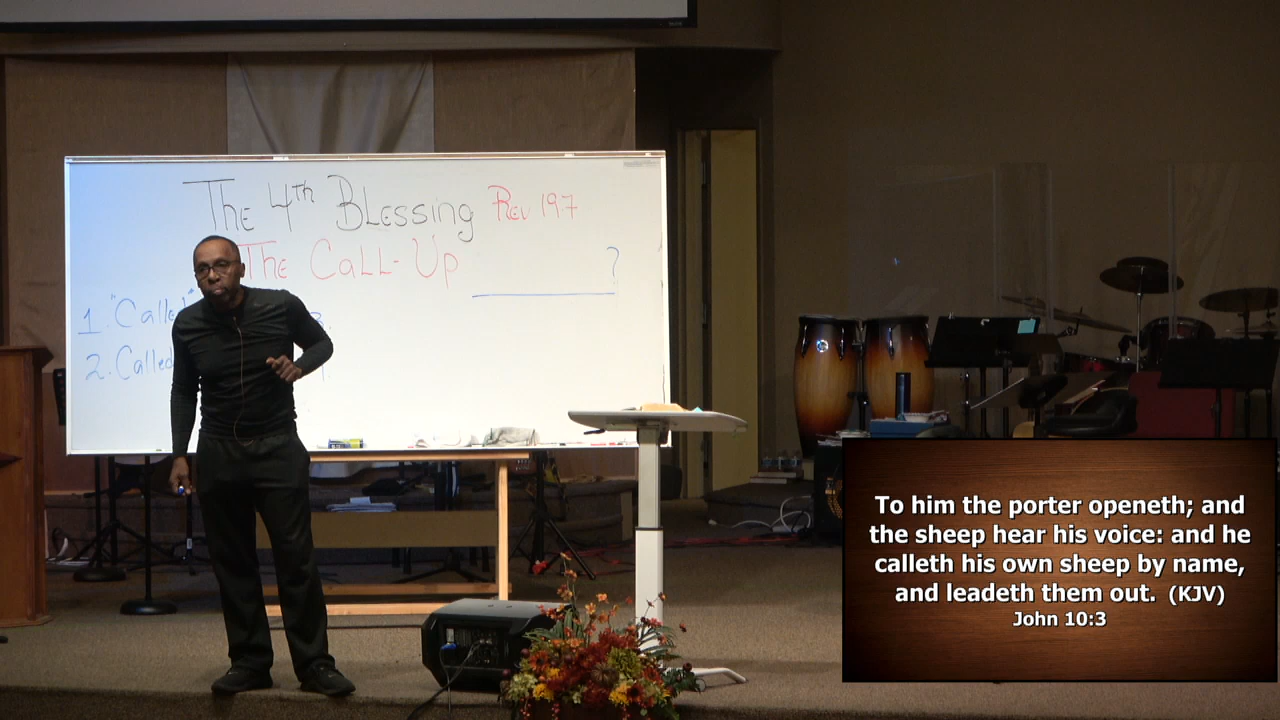 The 4th Blessing Rev 19:7
The Call-Up ?
1. "Called"
2. Called
To him the porter openeth; and
the sheep hear his voice: and he
calleth his own sheep by name,
and leadeth them out. (KJV)
John 10:3